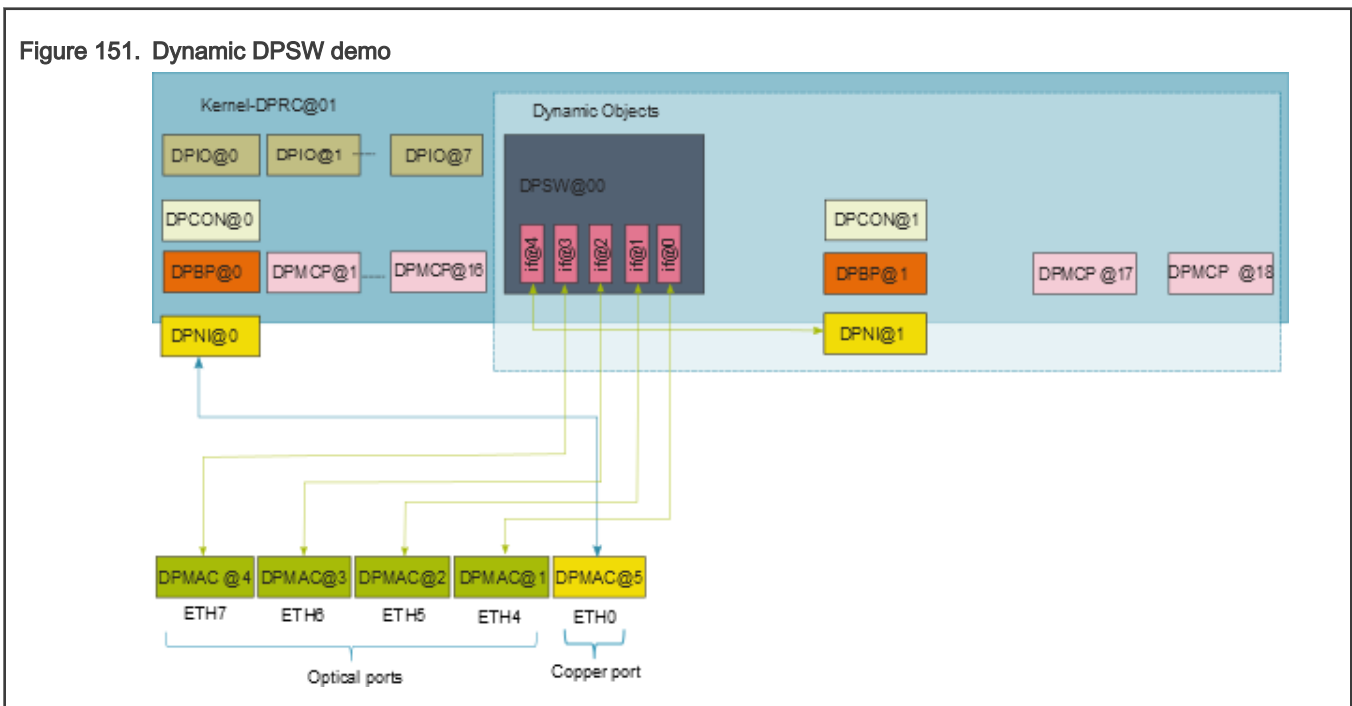 Figure 151. Dynamic DPSW demo
Kernel-DPRC@01
Dynamic Objects
DPIO@0 DPIO@1 DPIO@7
DPSW@00
DPCON@0 DPCON@1
if@4 if@3 if@2 if@1 if@0
DPBP@0 DPMCP@1 DPMCP@16 DPBP@1 DPMCP @17 DPMCP @18
DPNI@0 DPNI@1
DPMAC @4 DPMAC@3 DPMAC@2 DPMAC@1 DPMAC@5
ETH7 ETH6 ETH5 ETH4 ETH0
Optical ports Copper port